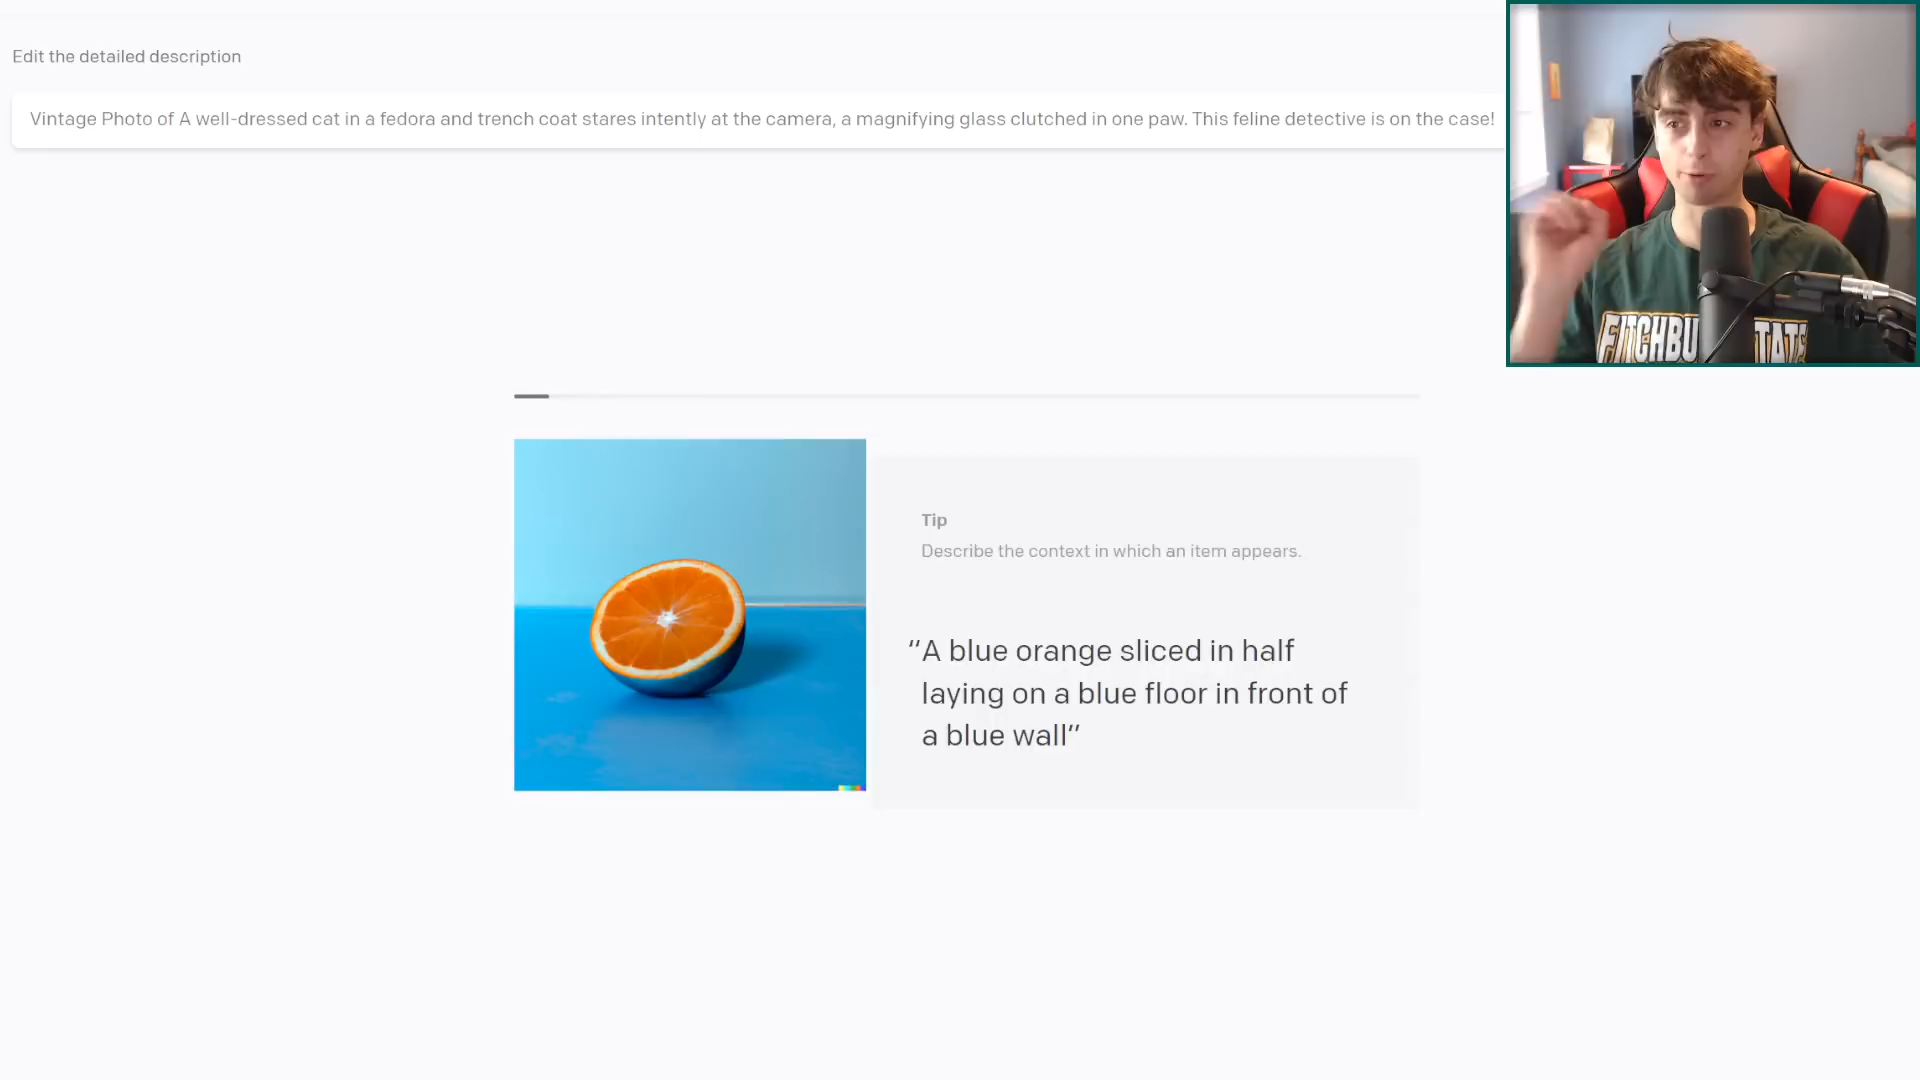 Edit the detailed description
Vintage Photo of A well-dressed cat in a fedora and trench coat stares intently at the camera, a magnifying glass clutched in one paw. This feline detective is on the case!
Tip
Describe the context in which an item appears.
“A blue orange sliced in half
laying on a blue floor in front of
a blue wall”